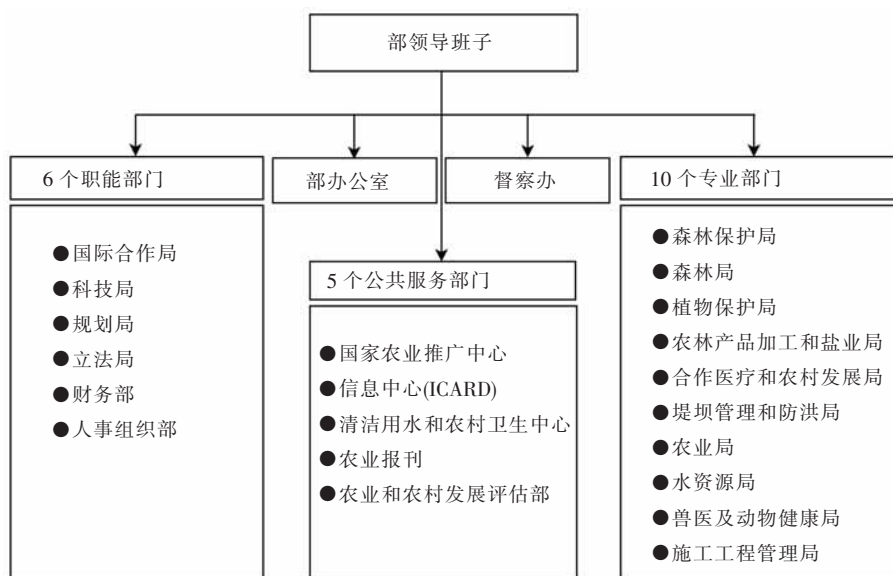 部领导班子
6 个职能部门
●国际合作局
●科技局
●规划局
●立法局
●财务部
●人事组织部
部办公室
督察办
5 个公共服务部门
●国家农业推广中心
●信息中心(ICARD)
●清洁用水和农村卫生中心
●农业报刊
●农业和农村发展评估部
10 个专业部门
●森林保护局
●森林局
●植物保护局
●农林产品加工和盐业局
●合作医疗和农村发展局
●堤坝管理和防洪局
●农业局
●水资源局
●兽医及动物健康局
●施工工程管理局